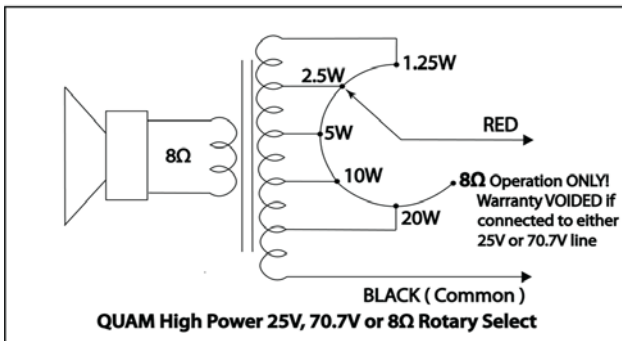 1.25W
2.5W
RED
5W
8Ω
10W
8Ω Operation ONLY!
Warranty VOIDED if
connected to either
25V or 70.7V line
20W
BLACK ( Common )
QUAM High Power 25V, 70.7V or 8Ω Rotary Select